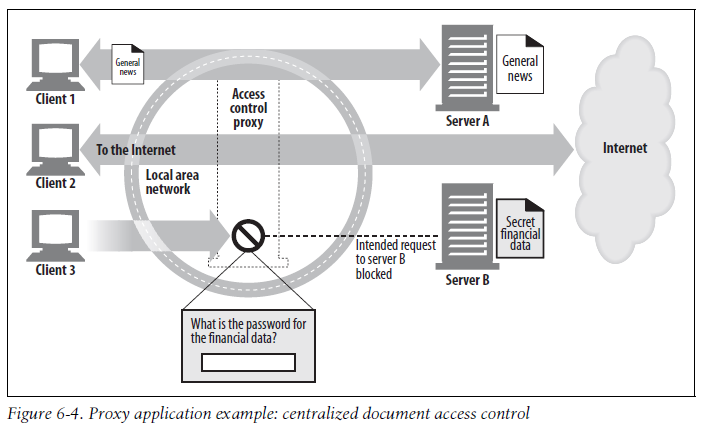 General
news
Client 1
Access
control
proxy
General
news
Server A
To the Internet
Client 2
Local area
network
Internet
Client 3
Intended request
to server B
blocked
Secret
financial
data
Server B
What is the password for
the financial data?
Figure 6-4. Proxy application example: centralized document access control